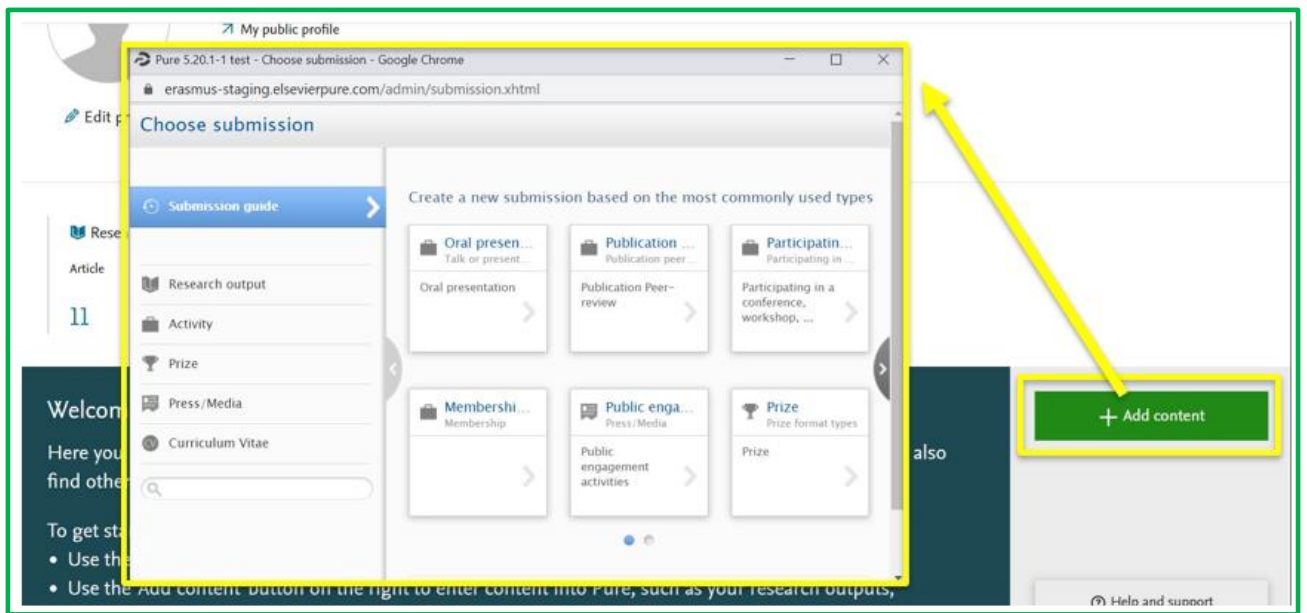 My public profile
Pure 5.20.1-1 test - Choose submission - Google Chrome
erasmus-staging.elsevierpure.com/admin/submission.xhtml
Edit
Choose submission
Submission guide
Create a new submission based on the most commonly used types
Research output
Activity
Prize
Press/Media
Curriculum Vitae
Oral presen...
Talk or present...
Oral presentation
Publication ...
Publication peer...
Publication Peer-
review
Participatin...
Participating in ...
Participating in a
conference,
workshop, ...
Membershi...
Membership
Public enga...
Press/Media
Public
engagement
activities
Prize
Prize format types
Prize
Rese
Article
11
Welcom
Here you
also
find othe
To get sta
• Use the
• Use the Add content button on the right to enter content into Pure, such as your research outputs,
+ Add content
Help and support